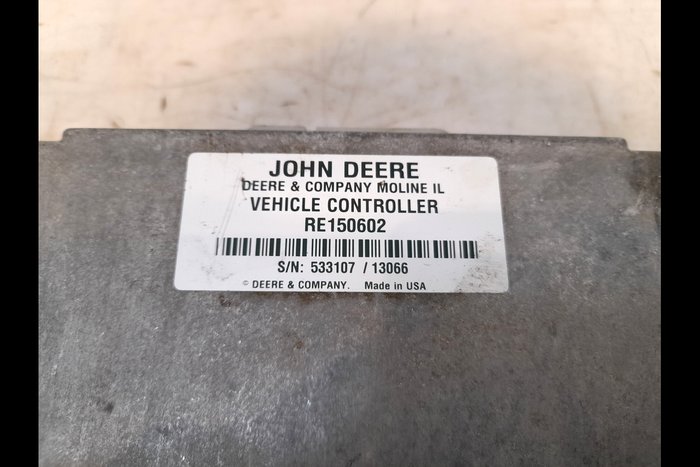 JOHN DEERE
DEERE & COMPANY MOLINE IL
VEHICLE CONTROLLER
RE150602
S/N: 533107 / 13066
© DEERE & COMPANY. Made in USA